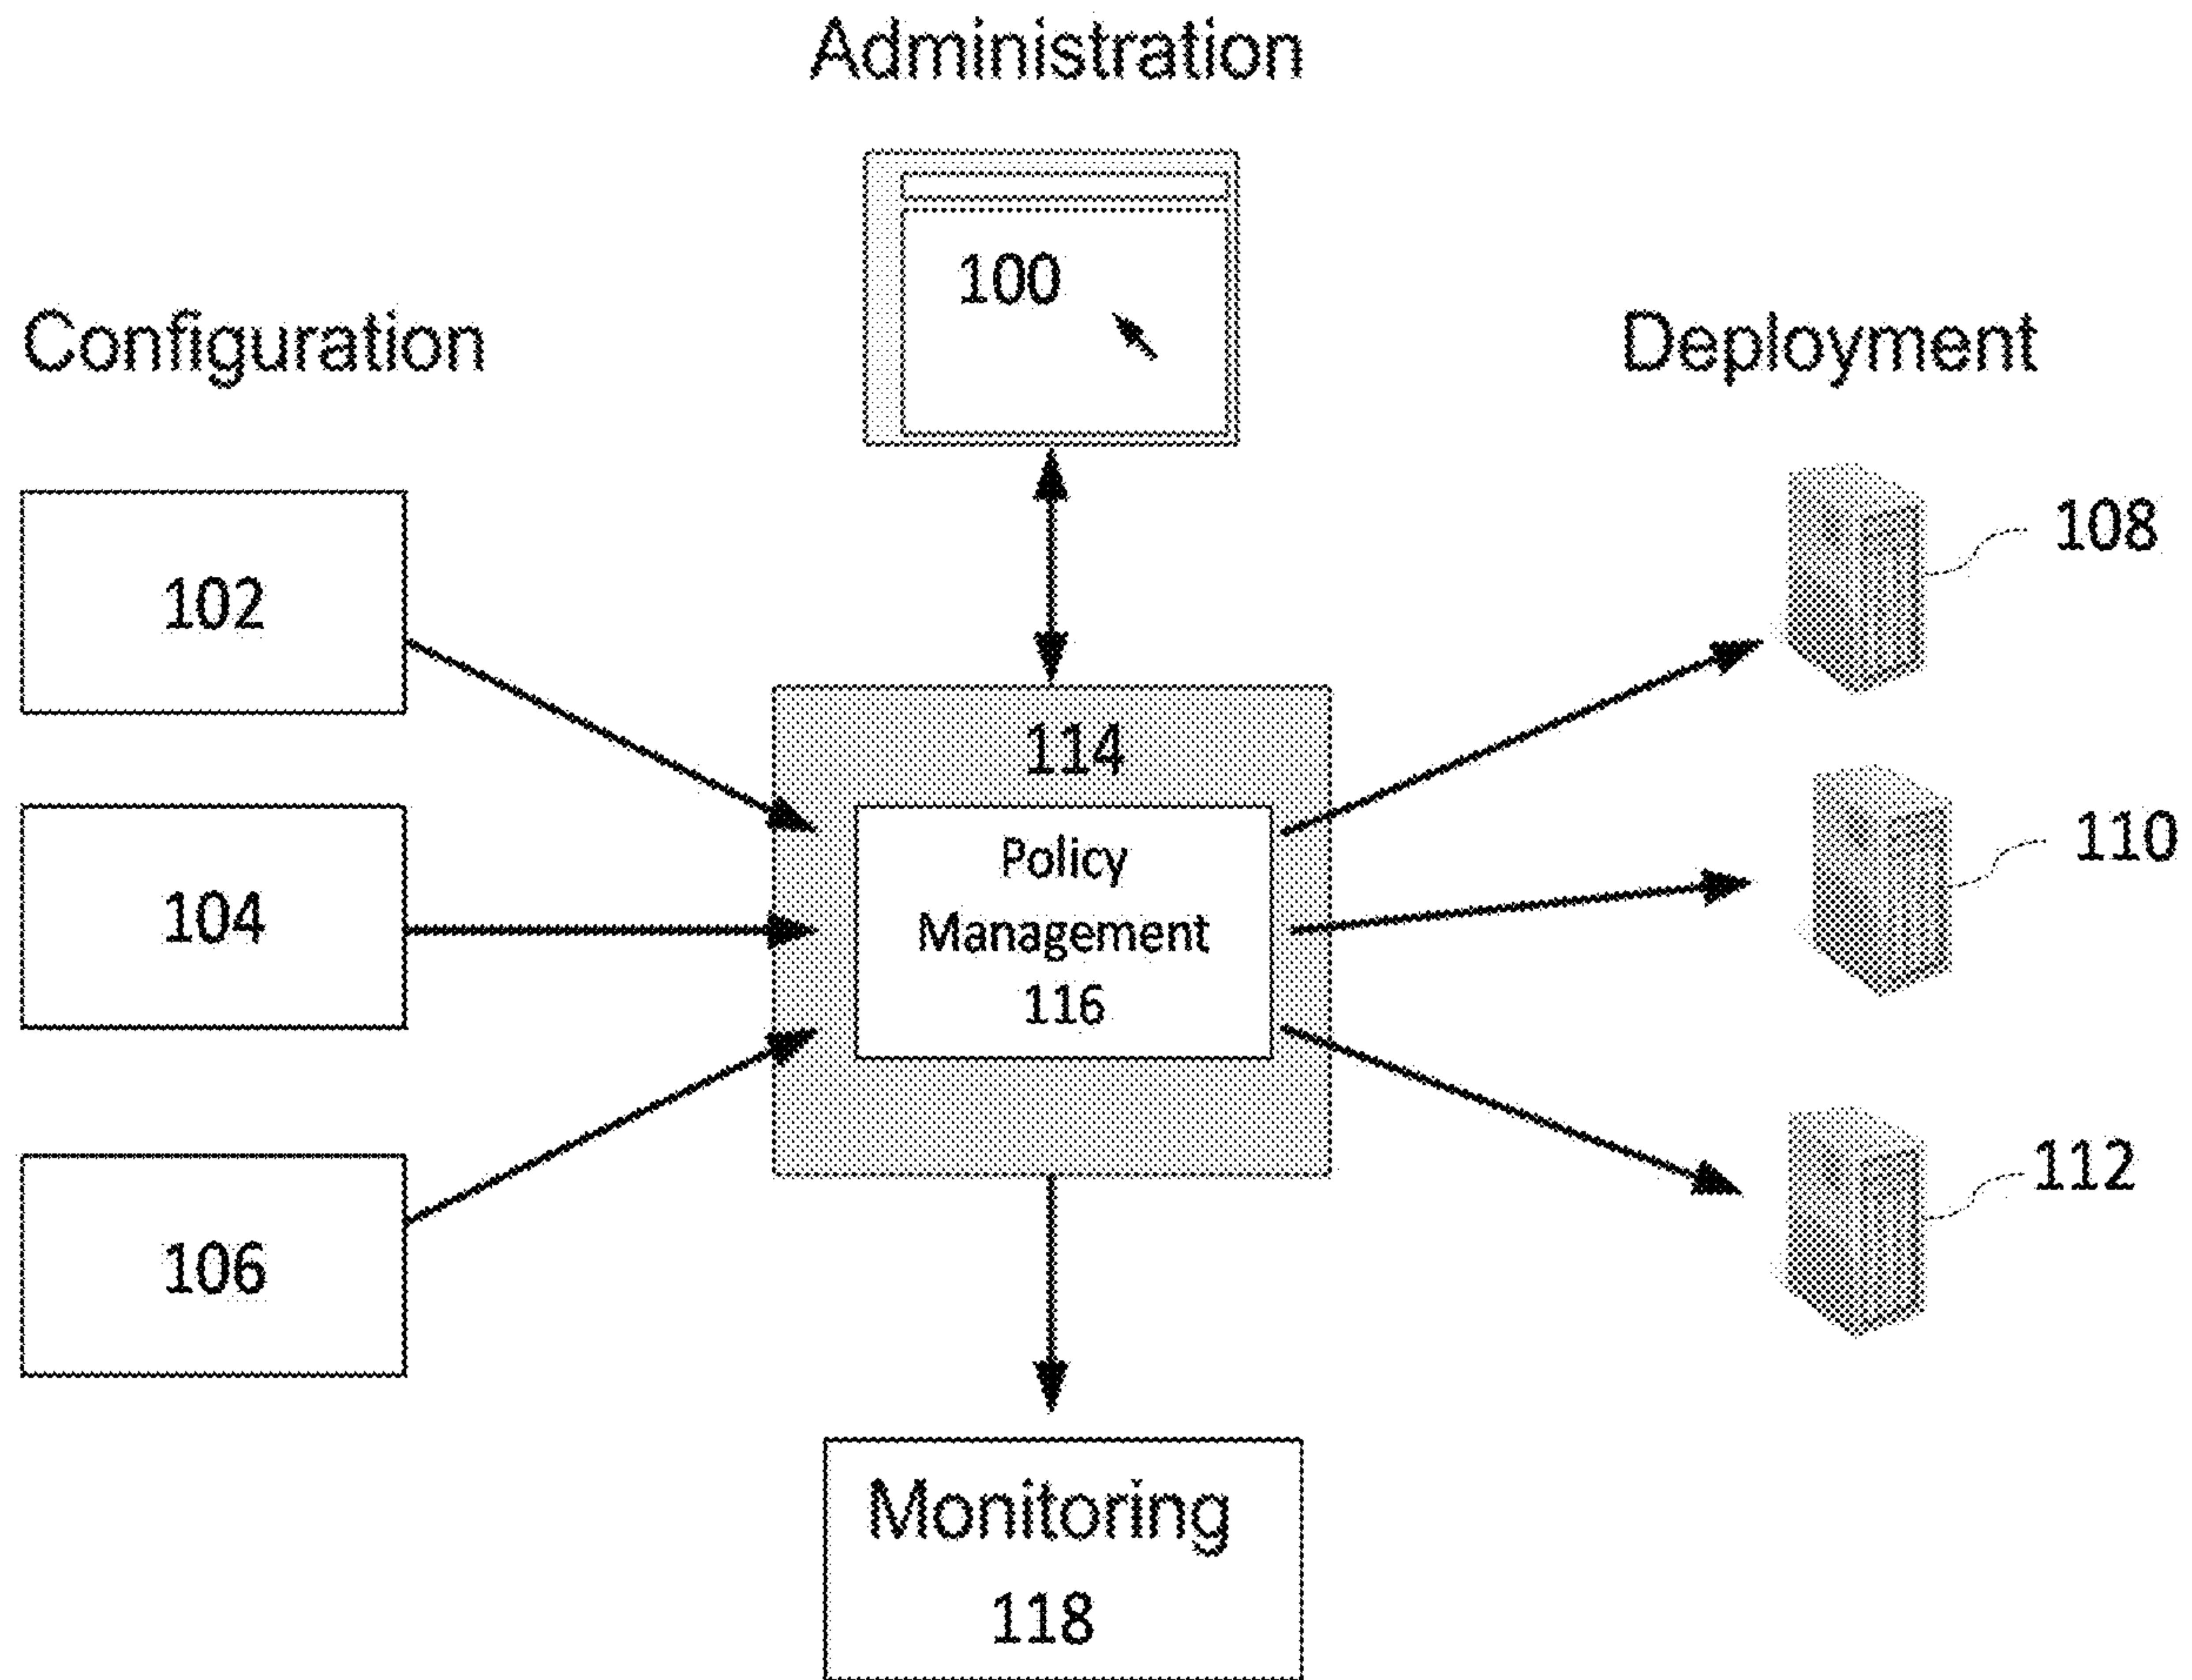 Administration
100
Configuration
Deployment
102
108
114
104
Policy
Management
116
110
106
112
Monitoring
118